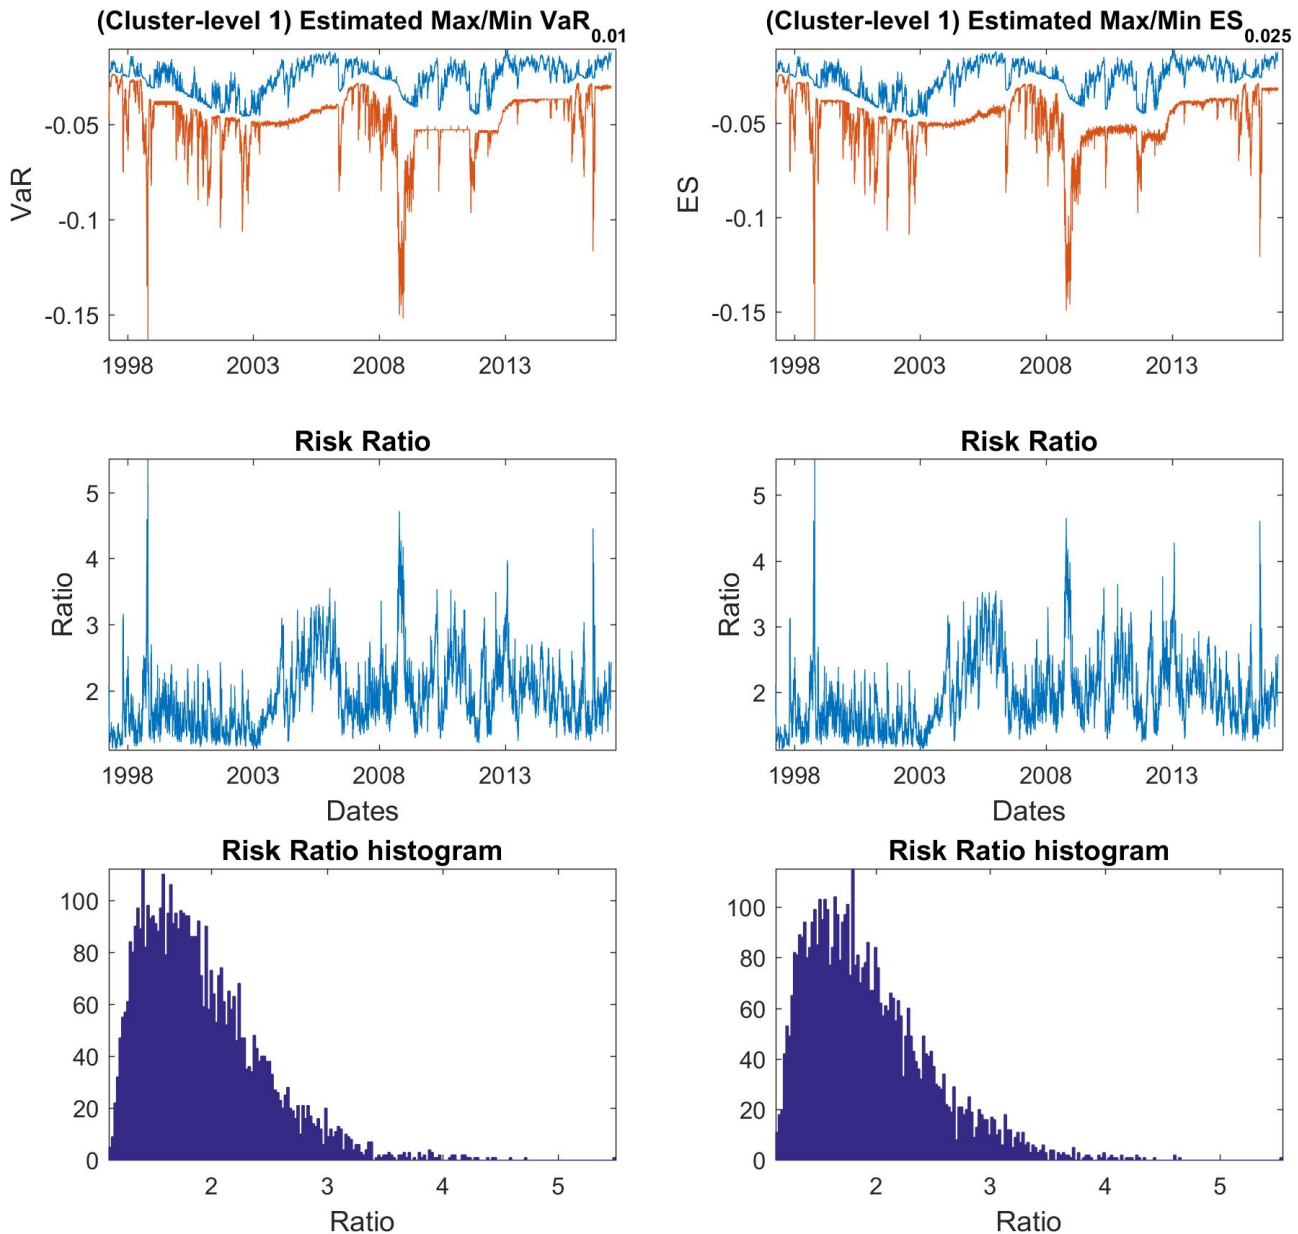 (Cluster-level 1) Estimated Max/Min VaR0.01
-0.05
-0.1
-0.15
VaR
1998 2003 2008 2013
(Cluster-level 1) Estimated Max/Min ES0.025
-0.05
-0.1
-0.15
ES
1998 2003 2008 2013
Risk Ratio
5
4
3
2
Ratio
1998 2003 2008 2013
Dates
Risk Ratio
5
4
3
2
Ratio
1998 2003 2008 2013
Dates
Risk Ratio histogram
100
80
60
40
20
0
2 3 4 5
Ratio
Risk Ratio histogram
100
80
60
40
20
0
2 3 4 5
Ratio